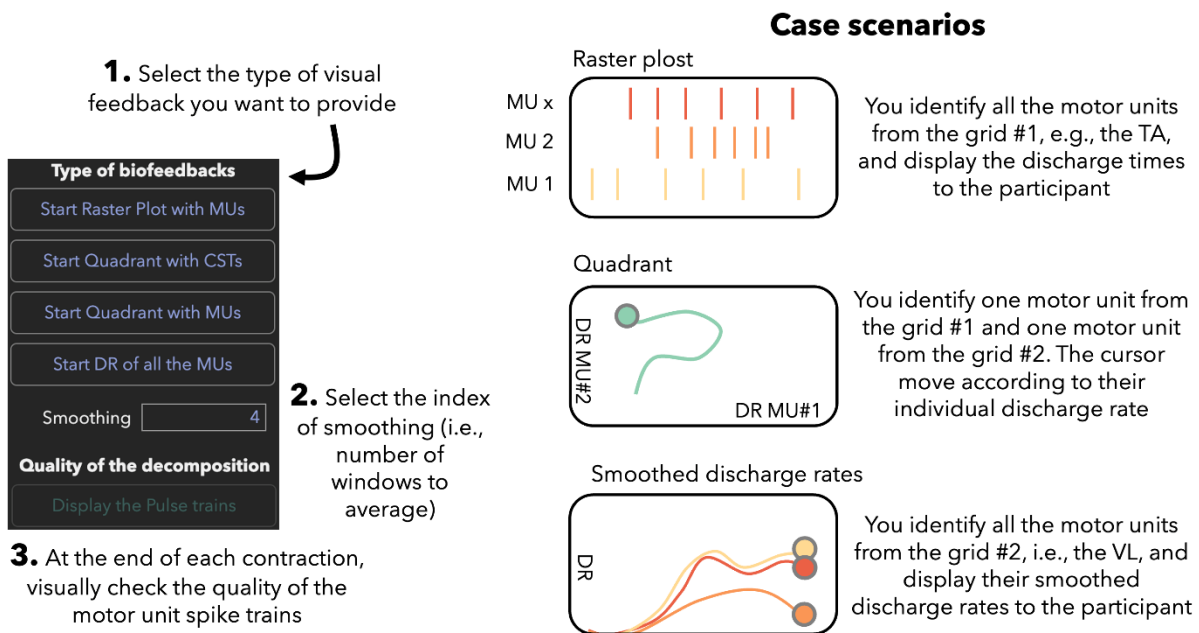 Case scenarios
1. Select the type of visual
feedback you want to provide
Type of biofeedbacks
Start Raster Plot with MUs
Start Quadrant with CSTs
Start Quadrant with MUs
Start DR of all the MUs
Smoothing 4
Quality of the decomposition
Display the Pulse trains
2. Select the index
of smoothing (i.e.,
number of
windows to
average)
3. At the end of each contraction,
visually check the quality of the
motor unit spike trains
Raster plost
MU x
MU 2
MU 1
You identify all the motor units
from the grid #1, e.g., the TA,
and display the discharge times
to the participant
Quadrant
DR MU#2
DR MU#1
You identify one motor unit from
the grid #1 and one motor unit
from the grid #2. The cursor
move according to their
individual discharge rate
Smoothed discharge rates
DR
You identify all the motor units
from the grid #2, i.e., the VL, and
display their smoothed
discharge rates to the participant